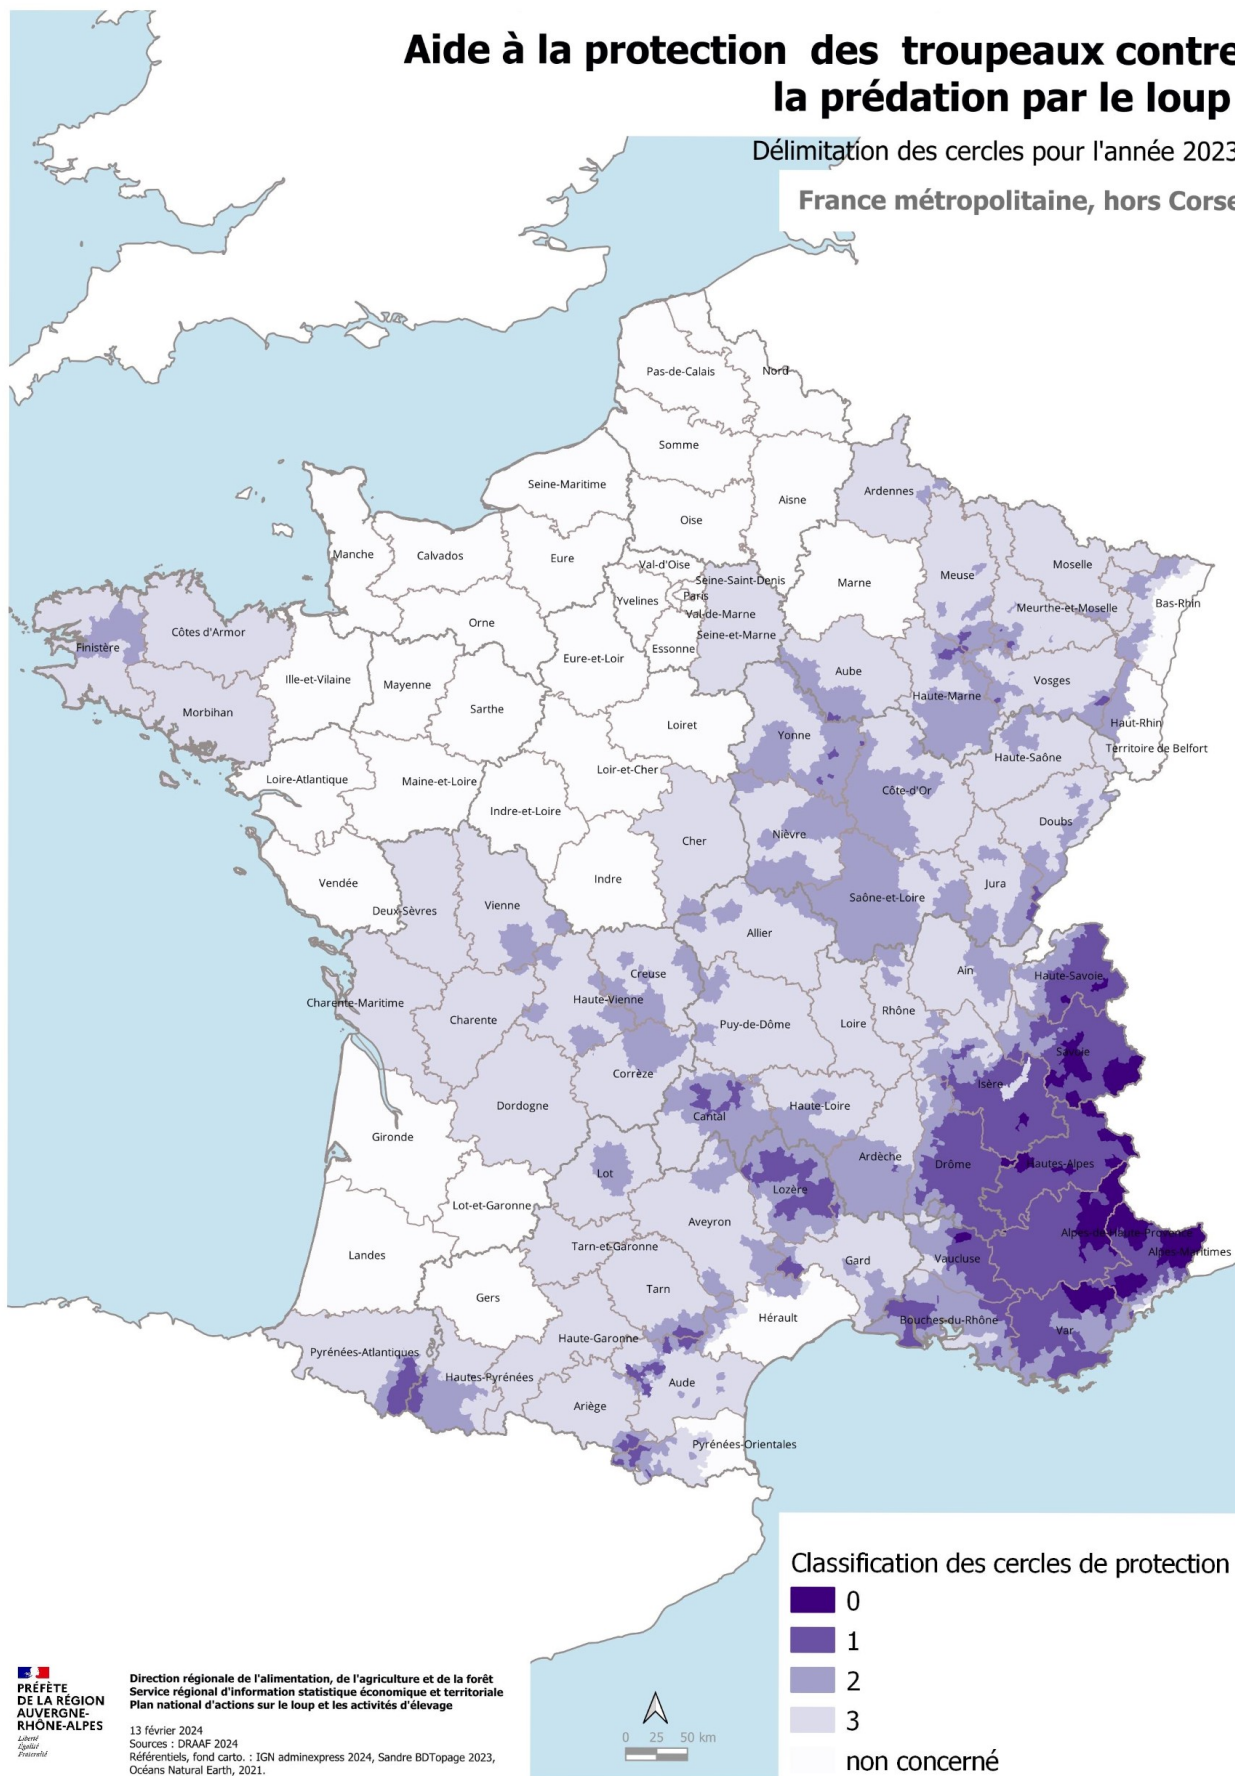 Aide à la protection des troupeaux contre
la prédation par le loup
Délimitation des cercles pour l'année 2023
France métropolitaine, hors Corse
Pas-de-Calais
Nord
Somme
Seine-Maritime
Aisne
Ardennes
Oise
Manche
Calvados
Eure
Val-d'Oise
Seine-Saint-Denis
Paris
Yvelines
Val-de-Marne
Seine-et-Marne
Essonne
Marne
Meuse
Moselle
Meurthe-et-Moselle
Bas-Rhin
Orne
Eure-et-Loir
Côtes d'Armor
Finistère
Ille-et-Vilaine
Mayenne
Sarthe
Morbihan
Loiret
Aube
Haute-Marne
Vosges
Haut-Rhin
Territoire de Belfort
Haute-Saône
Yonne
Loir-et-Cher
Loire-Atlantique
Maine-et-Loire
Indre-et-Loire
Côte-d'Or
Doubs
Nièvre
Cher
Indre
Vendée
Deux-Sèvres
Vienne
Saône-et-Loire
Jura
Allier
Ain
Haute-Savoie
Creuse
Haute-Vienne
Charente-Maritime
Charente
Puy-de-Dôme
Loire
Rhône
Savoie
Isère
Corrèze
Dordogne
Cantal
Haute-Loire
Gironde
Lot
Lozère
Ardèche
Drôme
Hautes-Alpes
Lot-et-Garonne
Aveyron
Landes
Tarn-et-Garonne
Tarn
Gard
Vaucluse
Alpes-de-Haute-Provence
Alpes-Maritimes
Gers
Hérault
Bouches-du-Rhône
Var
Haute-Garonne
Pyrénées-Atlantiques
Hautes-Pyrénées
Ariège
Aude
Pyrénées-Orientales
Classification des cercles de protection
0
1
2
3
non concerné
0 25 50 km
PRÉFÈTE
DE LA RÉGION
AUVERGNE-
RHÔNE-ALPES
Liberté
Égalité
Fraternité
Direction régionale de l'alimentation, de l'agriculture et de la forêt
Service régional d'information statistique économique et territoriale
Plan national d'actions sur le loup et les activités d'élevage
13 février 2024
Sources : DRAAF 2024
Référentiels, fond carto. : IGN adminexpress 2024, Sandre BDTopage 2023,
Océans Natural Earth, 2021.